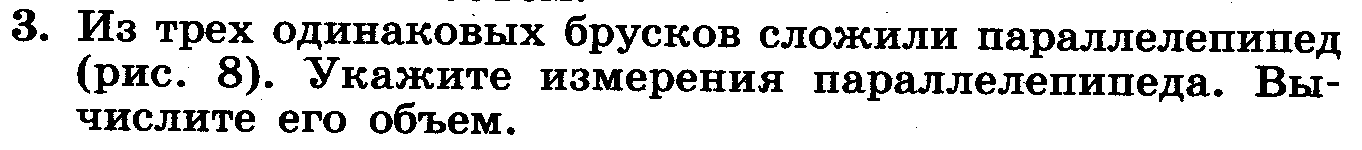 3. Из трех одинаковых брусков сложили параллелепипед
(рис. 8). Укажите измерения параллелепипеда. Вы-
числите его объем.